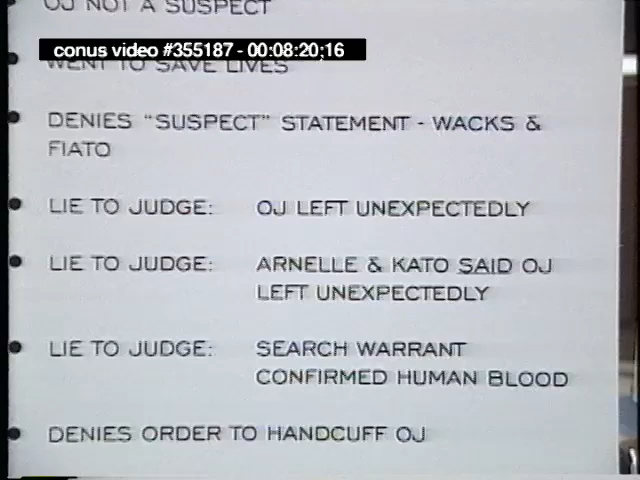 OJ NOT A SUSPECT
conus video #355187 - 00:08:20;16
WENT TO SAVE LIVES
DENIES "SUSPECT" STATEMENT - WACKS &
FIATO
LIE TO JUDGE: OJ LEFT UNEXPECTEDLY
LIE TO JUDGE: ARNELLE & KATO SAID OJ
LEFT UNEXPECTEDLY
LIE TO JUDGE: SEARCH WARRANT
CONFIRMED HUMAN BLOOD
DENIES ORDER TO HANDCUFF OJ